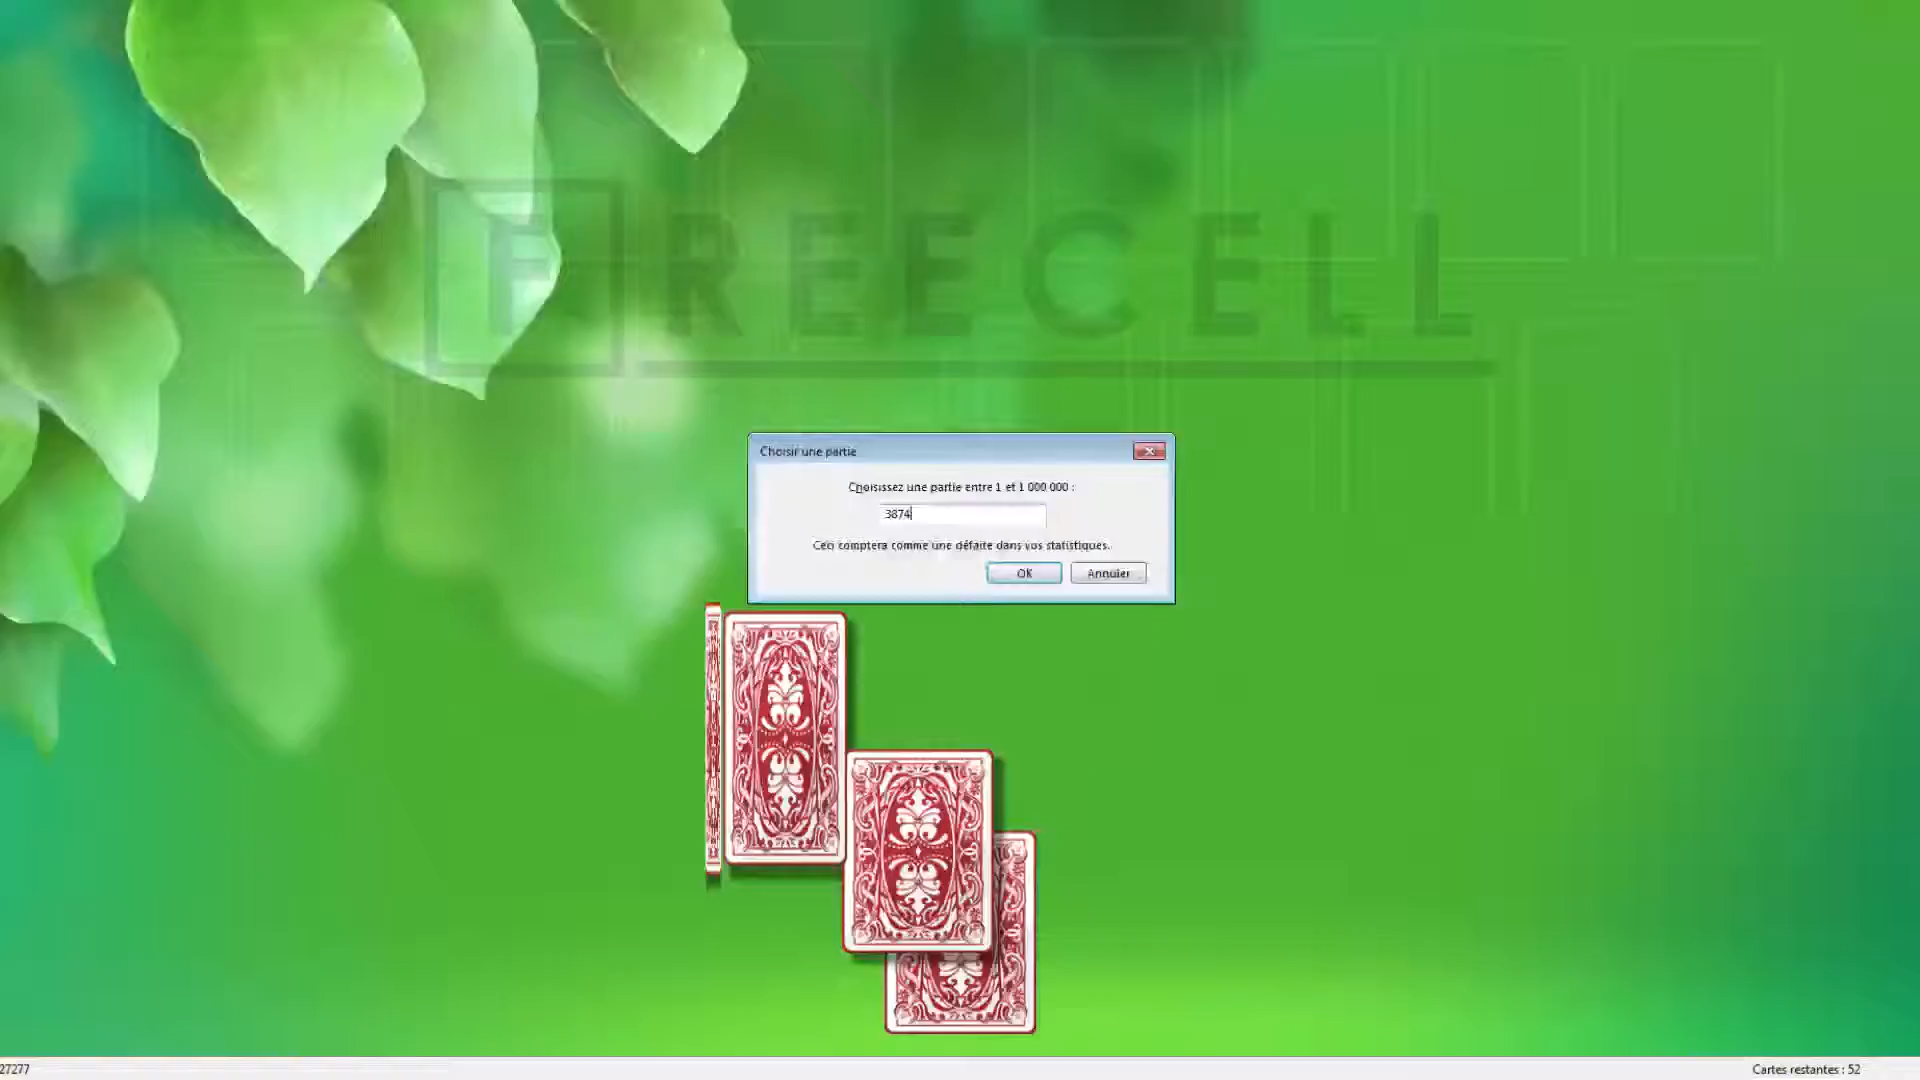 FREECELL
Choisir une partie
Choisissez une partie entre 1 et 1 000 000 :
3874
Ceci comptera comme une défaite dans vos statistiques.
OK
Annuler
27277
Cartes restantes : 52